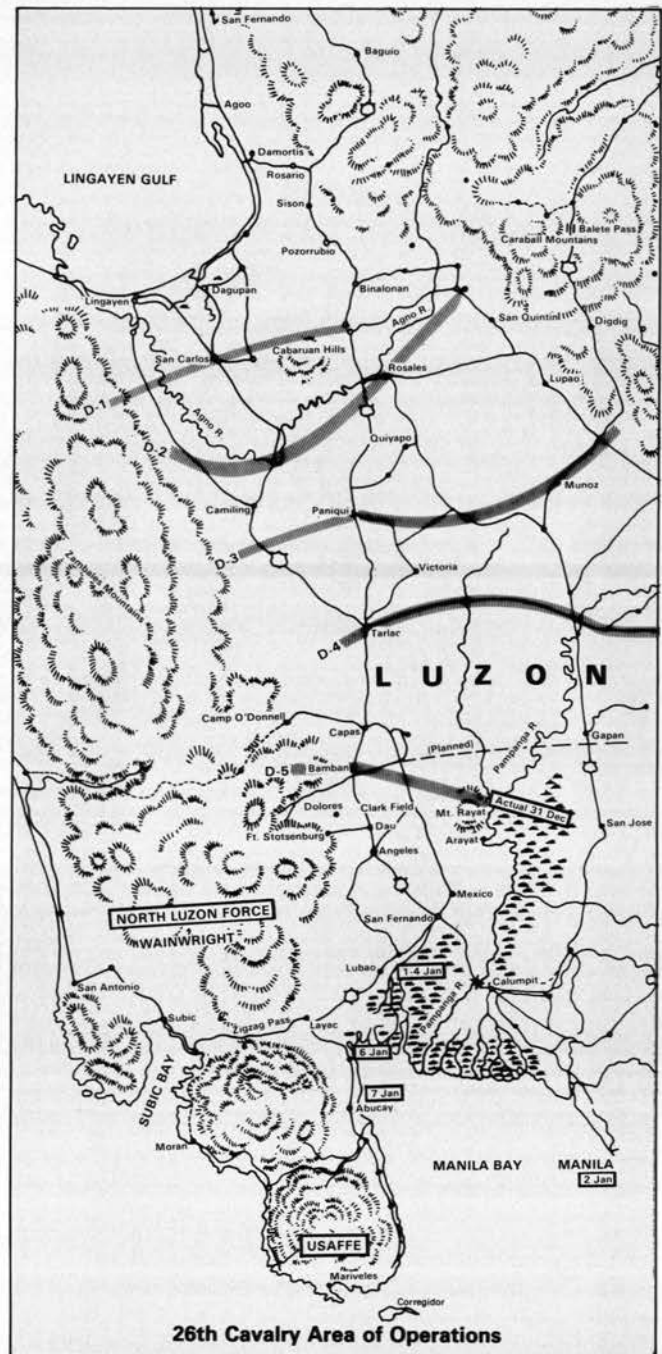 San Fernando
Baguio
Agoo
Damortis
LINGAYEN GULF
Rosario
Sison
Balete Pass
Caraball Mountains
Pozorrubio
Dagupan
Binalonan
Lingayen
Agno R.
San Quintin
Digdig
San Carlos
Cabaruan Hills
Rosales
Lupao
D-1
Agno R.
D-2
Quiyapo
Munoz
Camiling
Paniqui
D-3
Zambales Mountains
Victoria
Tarlac
D-4
LUZON
Camp O'Donnell
Capas
(Planned)
Pampanga R
Gapan
D-5
Bamban
Actual 31 Dec
Dolores
Clark Field
Mt. Rayat
Ft. Stotsenburg
Dau
Arayat
San Jose
Angeles
Mexico
NORTH LUZON FORCE
San Fernando
WAINWRIGHT
Lubao
1-4 Jan
Calumpit
San Antonio
Pampanga R
Subic
Zigzag Pass
Layac
6 Jan
SUBIC BAY
7 Jan
Abucay
Moran
MANILA BAY
MANILA
2 Jan
USAFFE
Mariveles
Corregidor
26th Cavalry Area of Operations